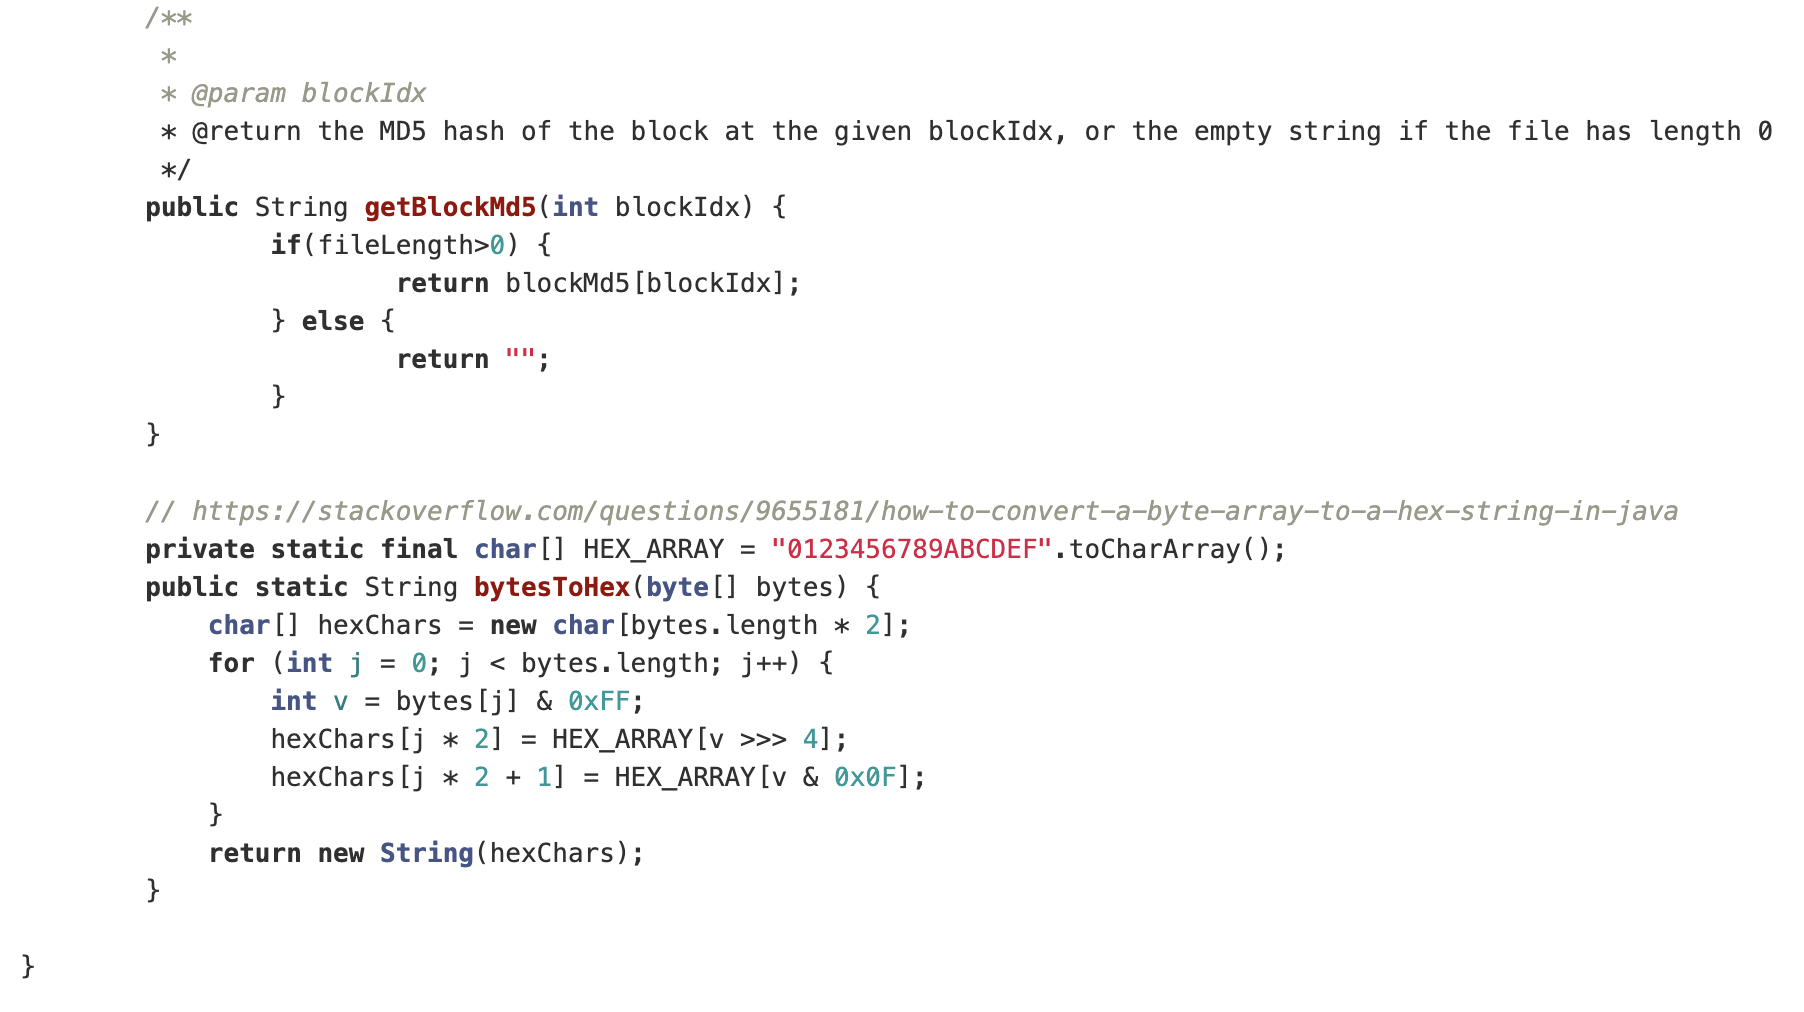 /**
 *
 * @param blockIdx
 * @return the MD5 hash of the block at the given blockIdx, or the empty string if the file has length 0
 */
public String getBlockMd5(int blockIdx) {
        if(fileLength>0) {
                return blockMd5[blockIdx];
        } else {
                return "";
        }
}

// https://stackoverflow.com/questions/9655181/how-to-convert-a-byte-array-to-a-hex-string-in-java
private static final char[] HEX_ARRAY = "0123456789ABCDEF".toCharArray();
public static String bytesToHex(byte[] bytes) {
    char[] hexChars = new char[bytes.length * 2];
    for (int j = 0; j < bytes.length; j++) {
        int v = bytes[j] & 0xFF;
        hexChars[j * 2] = HEX_ARRAY[v >>> 4];
        hexChars[j * 2 + 1] = HEX_ARRAY[v & 0x0F];
    }
    return new String(hexChars);
}

}